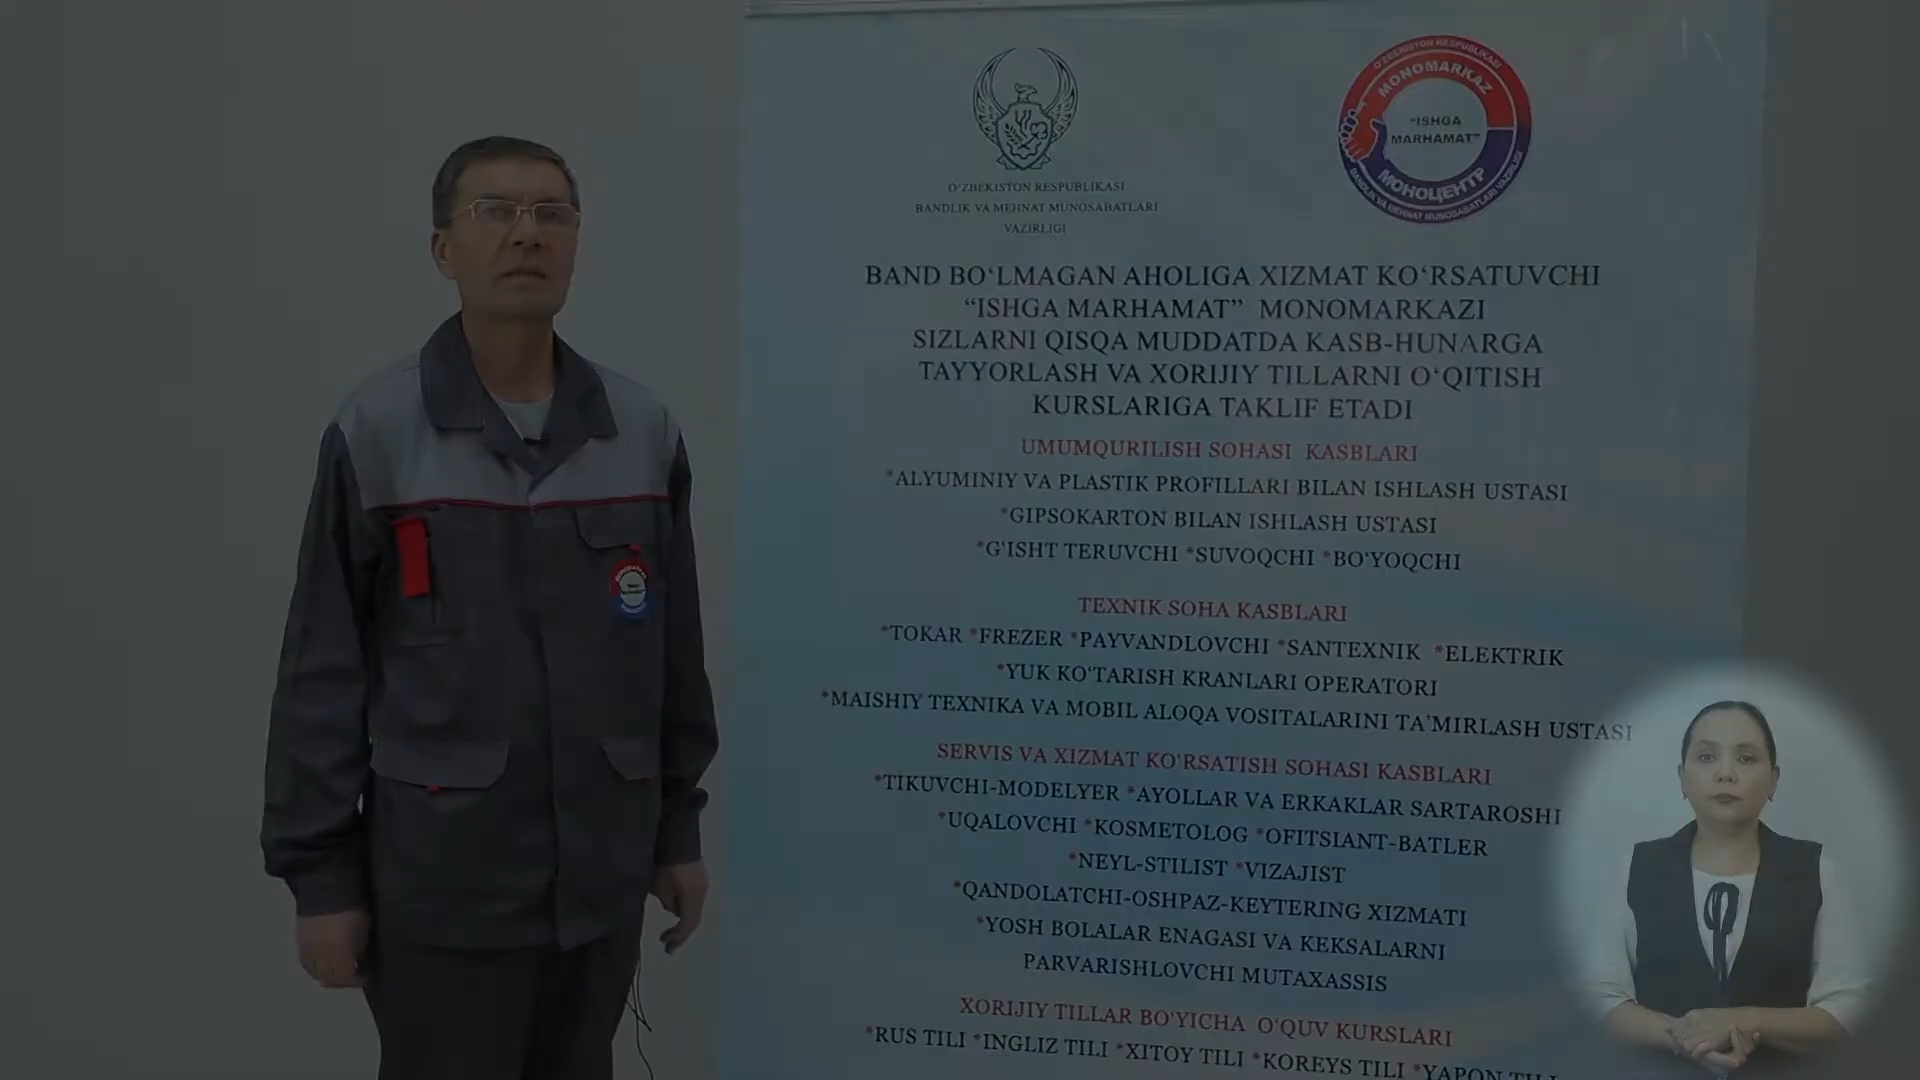 O‘ZBEKISTON RESPUBLIKASI
BANDLIK VA MEHNAT MUNOSABATLARI
VAZIRLIGI
O‘ZBEKISTON RESPUBLIKASI
MONOMARKAZ
“ISHGA
MARHAMAT”
МОНОЦЕНТР
BANDLIK VA MEHNAT MUNOSABATLARI VAZIRLIGI
BAND BO‘LMAGAN AHOLIGA XIZMAT KO‘RSATUVCHI
“ISHGA MARHAMAT” MONOMARKAZI
SIZLARNI QISQA MUDDATDA KASB-HUNARGA
TAYYORLASH VA XORIJIY TILLARNI O‘QITISH
KURSLARIGA TAKLIF ETADI
UMUMQURILISH SOHASI KASBLARI
*ALYUMINIY VA PLASTIK PROFILLARI BILAN ISHLASH USTASI
*GIPSOKARTON BILAN ISHLASH USTASI
*G‘ISHT TERUVCHI *SUVOQCHI *BO‘YOQCHI
TEXNIK SOHA KASBLARI
*TOKAR *FREZER *PAYVANDLOVCHI *SANTEXNIK *ELEKTRIK
*YUK KO‘TARISH KRANLARI OPERATORI
*MAISHIY TEXNIKA VA MOBIL ALOQA VOSITALARINI TA’MIRLASH USTASI
SERVIS VA XIZMAT KO‘RSATISH SOHASI KASBLARI
*TIKUVCHI-MODELYER *AYOLLAR VA ERKAKLAR SARTAROSHI
*UQALOVCHI *KOSMETOLOG *OFITSIANT-BATLER
*NEYL-STILIST *VIZAJIST
*QANDOLATCHI-OSHPAZ-KEYTERING XIZMATI
*YOSH BOLALAR ENAGASI VA KEKSALARNI
PARVARISHLOVCHI MUTAXASSIS
XORIJIY TILLAR BO‘YICHA O‘QUV KURSLARI
*RUS TILI *INGLIZ TILI *XITOY TILI *KOREYS TILI *YAPON TILI